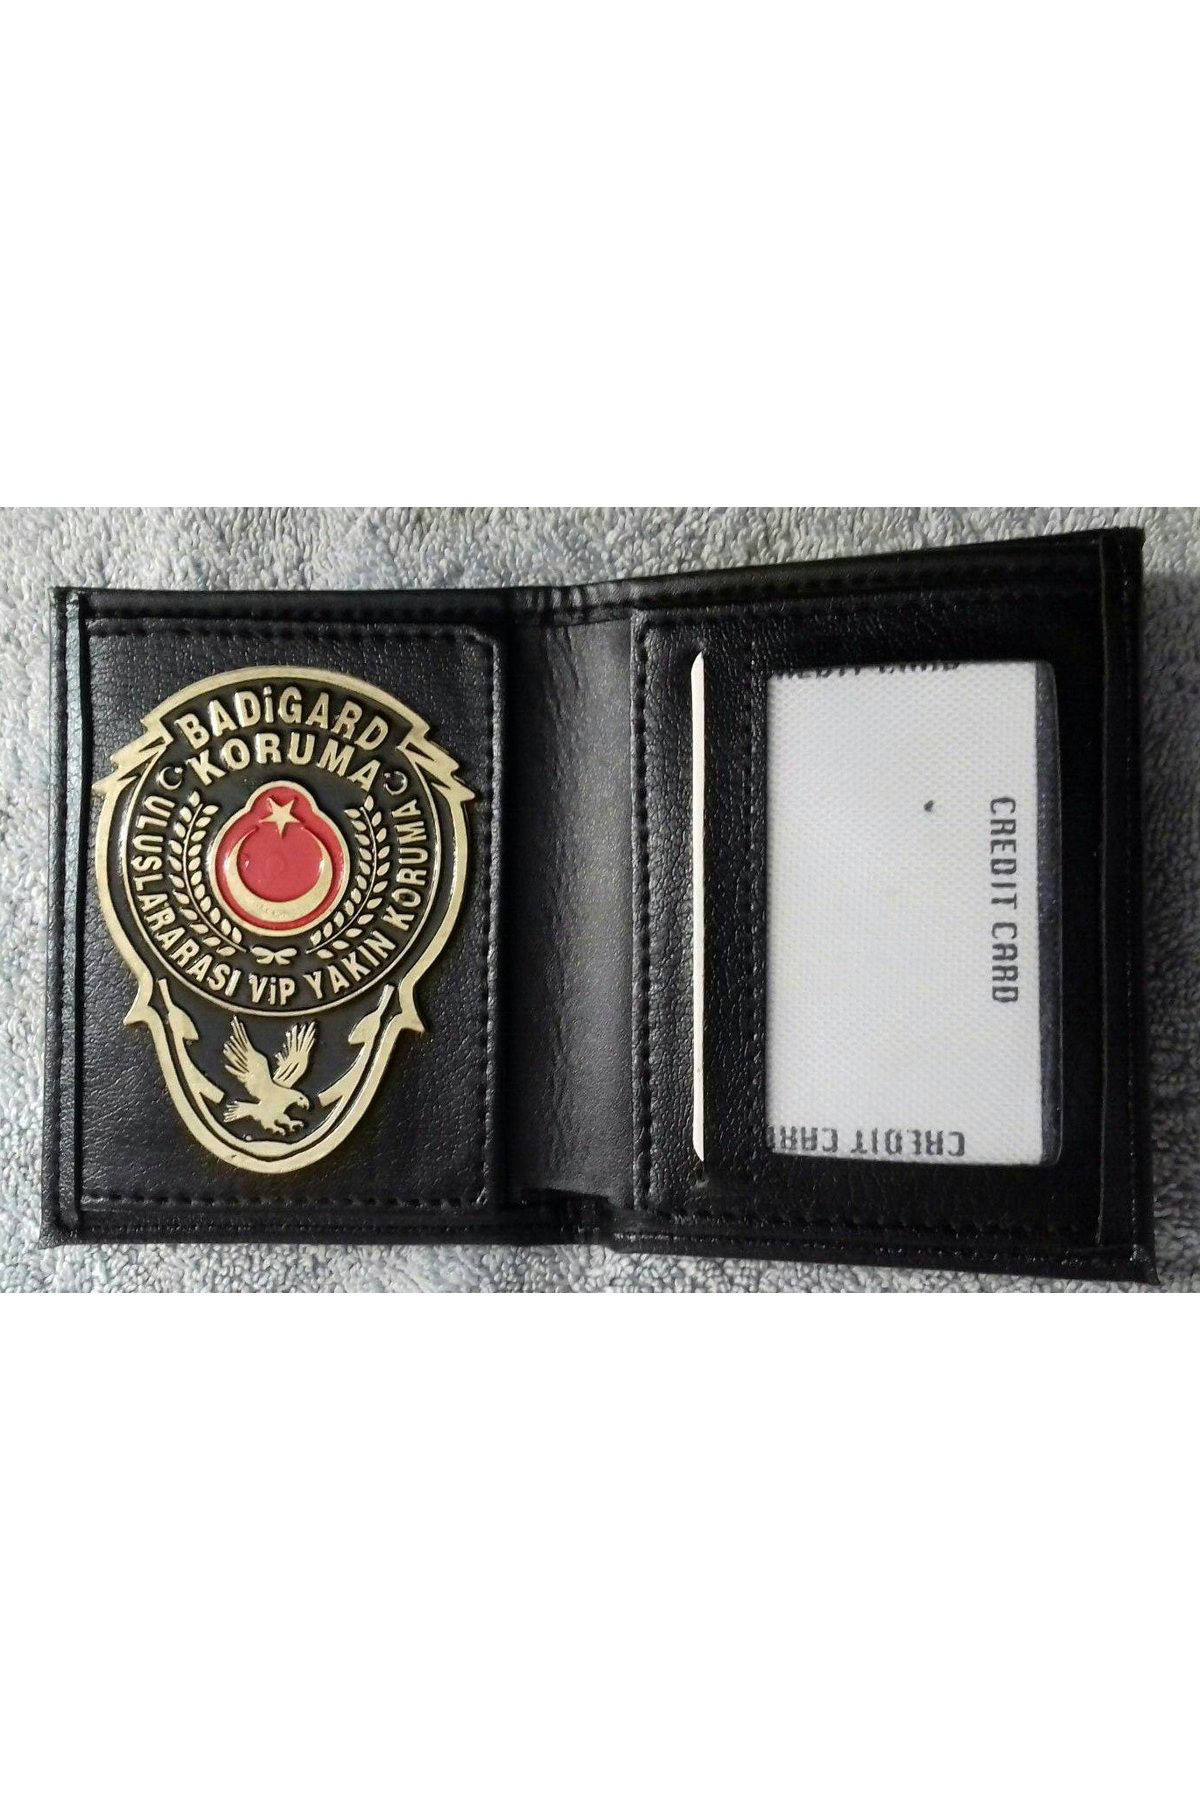 BADiGARD
KORUMA
ULUSLARARASI ViP YAKIN KORUMA
CREDIT CARD
CREDIT CARD